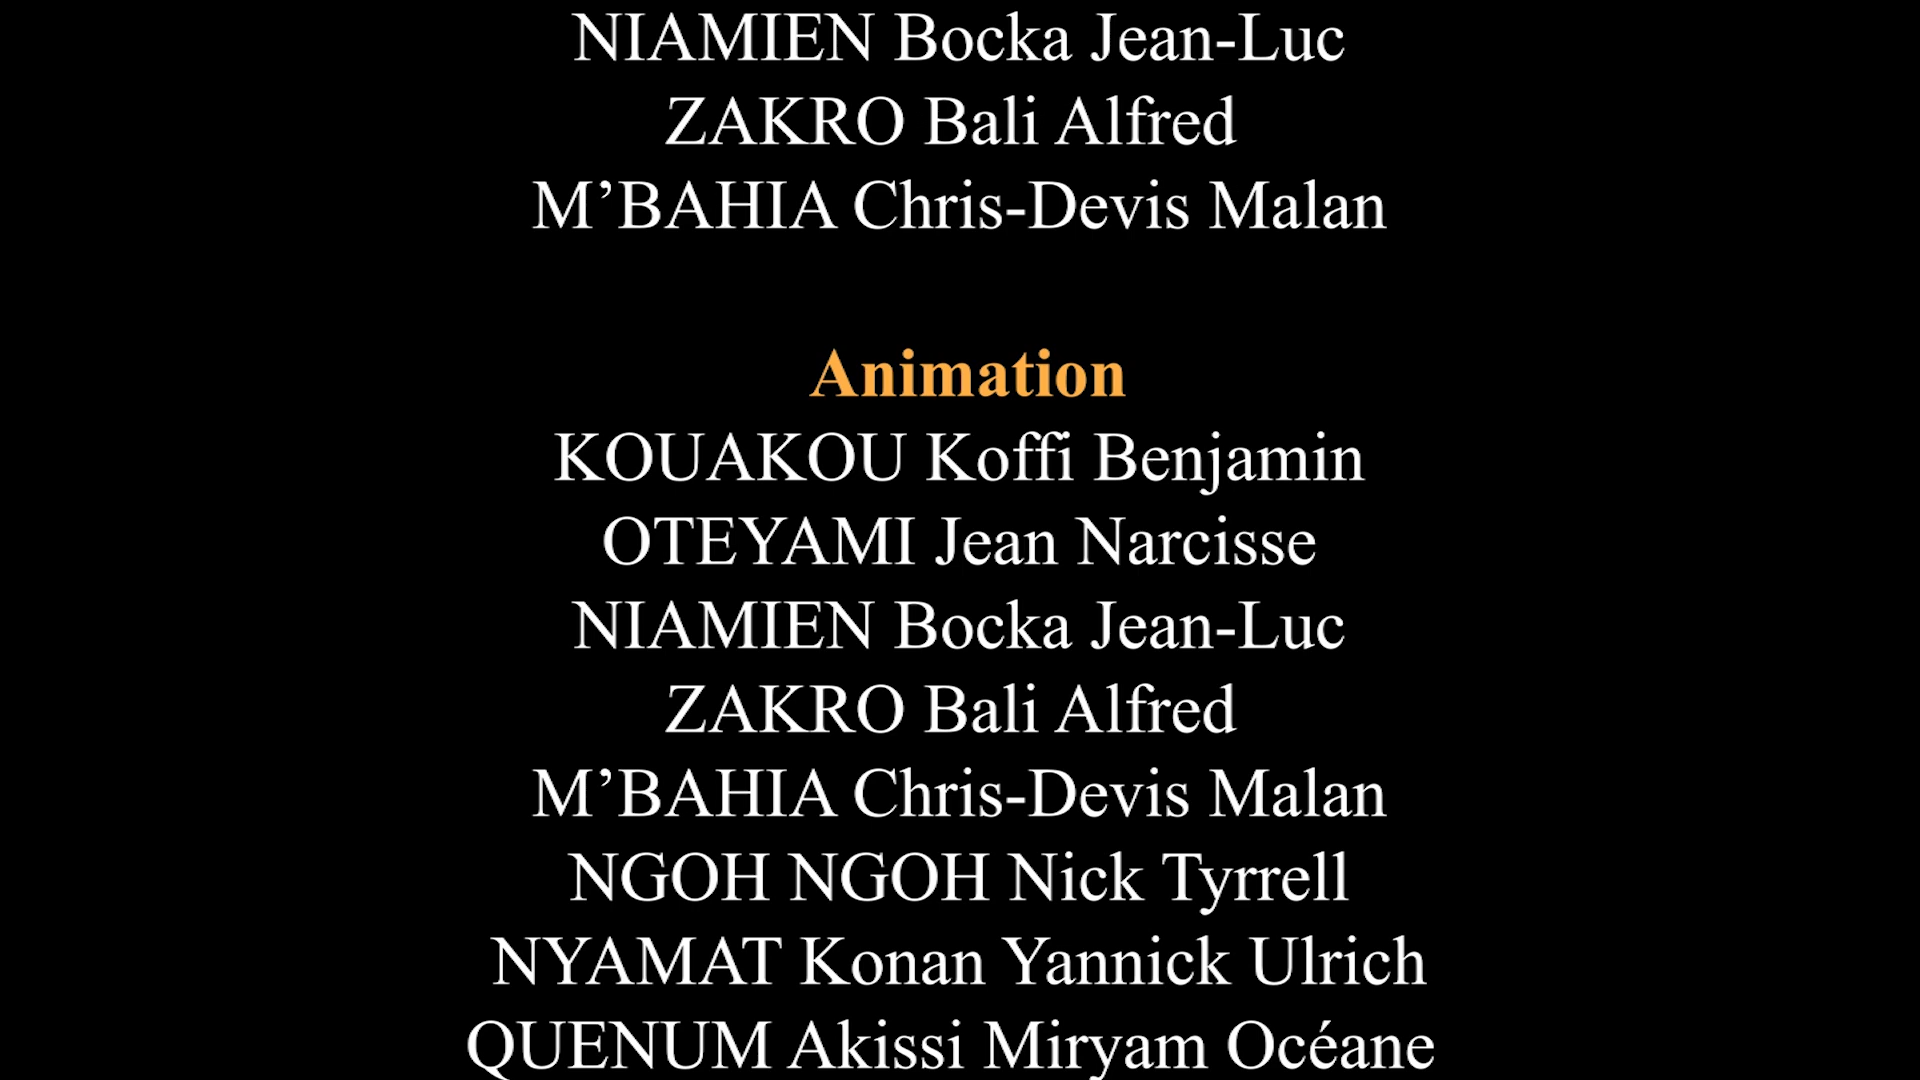 NIAMIEN Bocka Jean-Luc
ZAKRO Bali Alfred
M’BAHIA Chris-Devis Malan
Animation
KOUAKOU Koffi Benjamin
OTEYAMI Jean Narcisse
NIAMIEN Bocka Jean-Luc
ZAKRO Bali Alfred
M’BAHIA Chris-Devis Malan
NGOH NGOH Nick Tyrrell
NYAMAT Konan Yannick Ulrich
QUENUM Akissi Miryam Océane